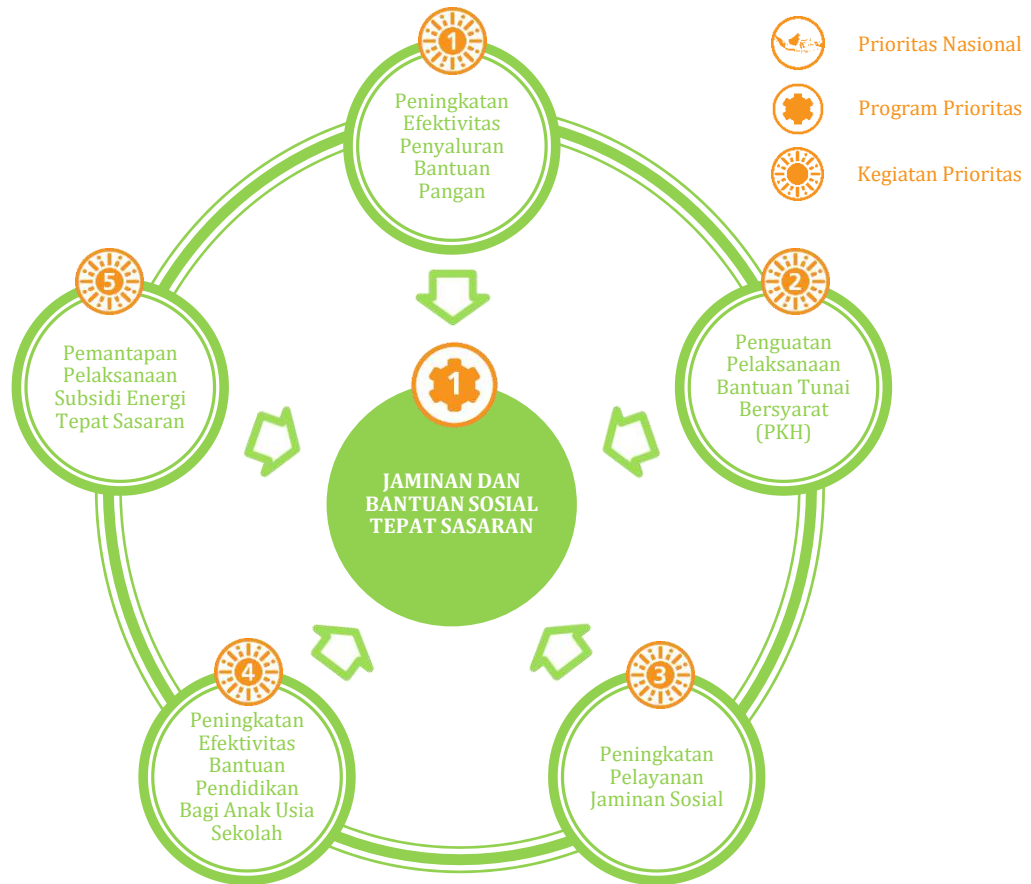 1
Peningkatan
Efektivitas
Penyaluran
Bantuan
Pangan
Prioritas Nasional
Program Prioritas
Kegiatan Prioritas
2
Penguatan
Pelaksanaan
Bantuan Tunai
Bersyarat
(PKH)
3
Peningkatan
Pelayanan
Jaminan Sosial
4
Peningkatan
Efektivitas
Bantuan
Pendidikan
Bagi Anak Usia
Sekolah
5
Pemantapan
Pelaksanaan
Subsidi Energi
Tepat Sasaran
1
JAMINAN DAN
BANTUAN SOSIAL
TEPAT SASARAN